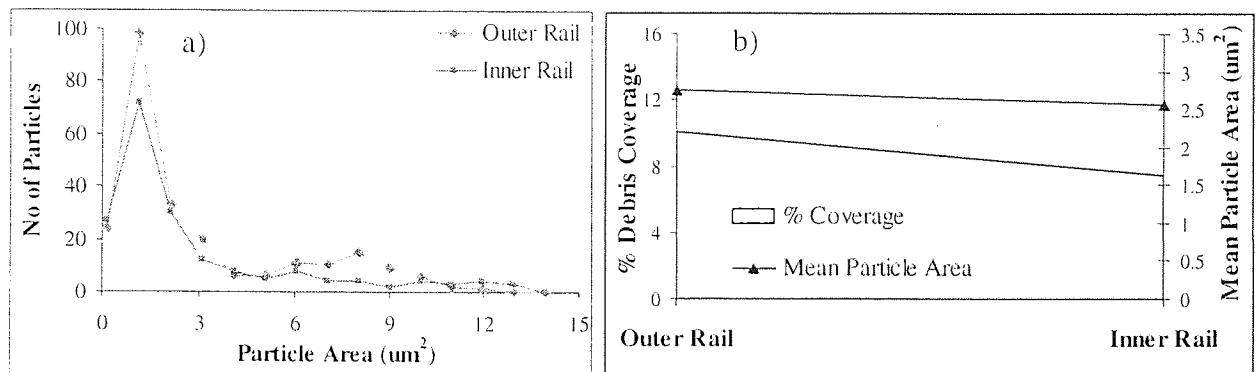 a)
Outer Rail
Inner Rail
No of Particles
100
80
60
40
20
0
0 3 6 9 12 15
Particle Area (um²)
b)
% Debris Coverage
16
12
8
4
0
Mean Particle Area (um²)
3.5
3
2.5
2
1.5
1
0.5
0
% Coverage
Mean Particle Area
Outer Rail Inner Rail